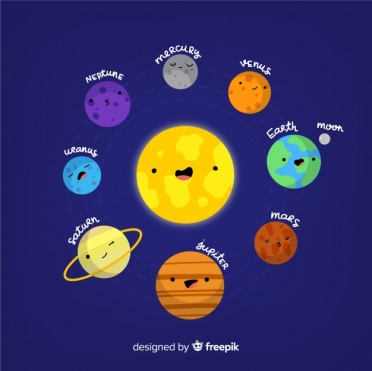 MERCURY
VENUS
Earth
moon
MARS
Jupiter
SATURN
URANUS
NEPTUNE
designed by freepik